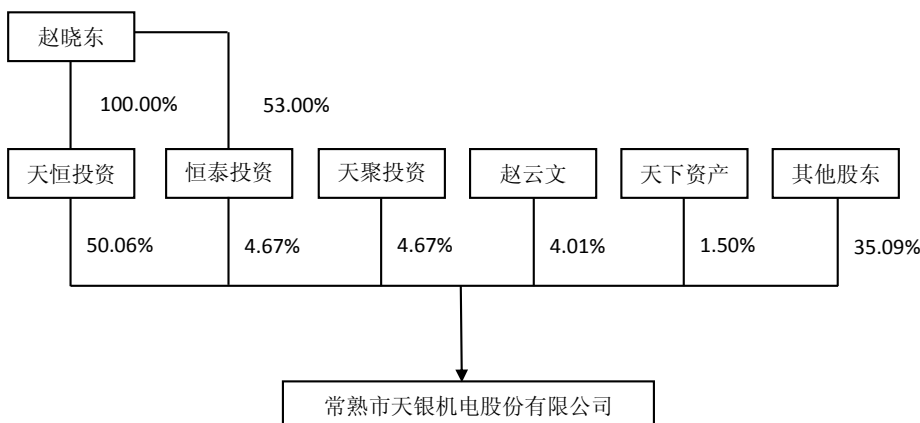 赵晓东
100.00%
53.00%
天恒投资
恒泰投资
天聚投资
赵云文
天下资产
其他股东
50.06%
4.67%
4.67%
4.01%
1.50%
35.09%
常熟市天银机电股份有限公司